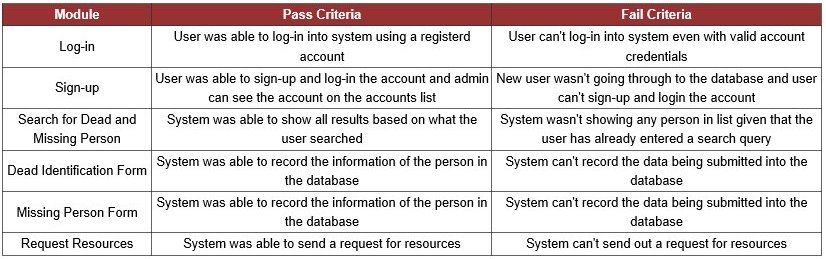 Module Pass Criteria Fail Criteria
Log-in
User was able to log-in into system using a registerd
account
User can't log-in into system even with valid account
credentials
Sign-up
User was able to sign-up and log-in the account and admin
can see the account on the accounts list
New user wasn't going through to the database and user
can't sign-up and login the account
Search for Dead and
Missing Person
System was able to show all results based on what the
user searched
System wasn't showing any person in list given that the
user has already entered a search query
Dead Identification Form
System was able to record the information of the person in
the database
System can't record the data being submitted into the
database
Missing Person Form
System was able to record the information of the person in
the database
System can't record the data being submitted into the
database
Request Resources
System was able to send a request for resources
System can't send out a request for resources